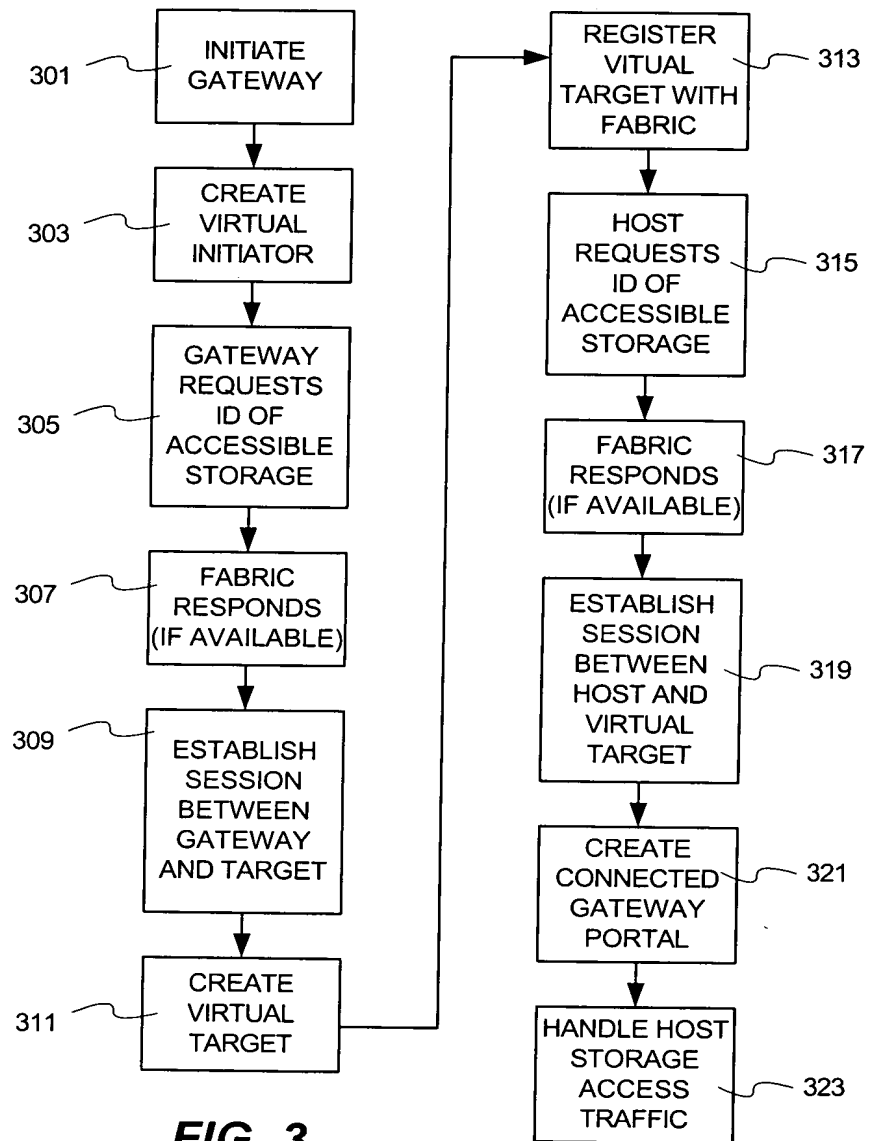 301
INITIATE
GATEWAY
303
CREATE
VIRTUAL
INITIATOR
305
GATEWAY
REQUESTS
ID OF
ACCESSIBLE
STORAGE
307
FABRIC
RESPONDS
(IF AVAILABLE)
309
ESTABLISH
SESSION
BETWEEN
GATEWAY
AND TARGET
311
CREATE
VIRTUAL
TARGET
REGISTER
VITUAL
TARGET WITH
FABRIC
313
HOST
REQUESTS
ID OF
ACCESSIBLE
STORAGE
315
FABRIC
RESPONDS
(IF AVAILABLE)
317
ESTABLISH
SESSION
BETWEEN
HOST AND
VIRTUAL
TARGET
319
CREATE
CONNECTED
GATEWAY
PORTAL
321
HANDLE HOST
STORAGE
ACCESS
TRAFFIC
323
FIG. 3